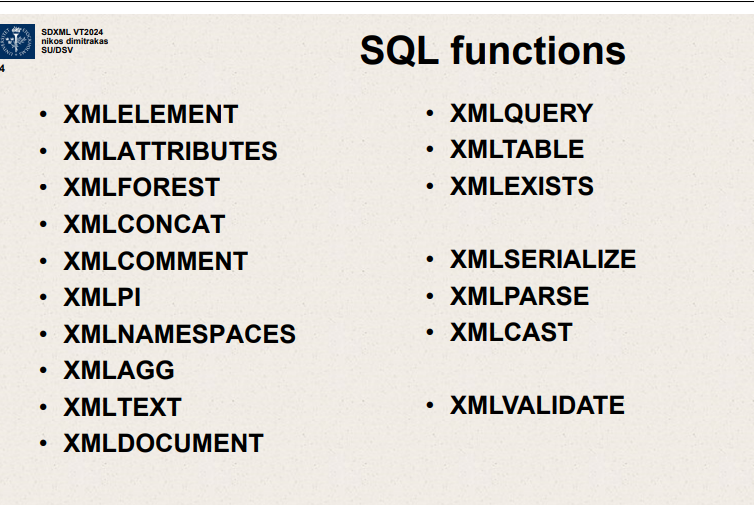 SDXML VT2024
nikos dimitrakas
SU/DSV
4
SQL functions
• XMLELEMENT
• XMLATTRIBUTES
• XMLFOREST
• XMLCONCAT
• XMLCOMMENT
• XMLPI
• XMLNAMESPACES
• XMLAGG
• XMLTEXT
• XMLDOCUMENT
• XMLQUERY
• XMLTABLE
• XMLEXISTS
• XMLSERIALIZE
• XMLPARSE
• XMLCAST
• XMLVALIDATE